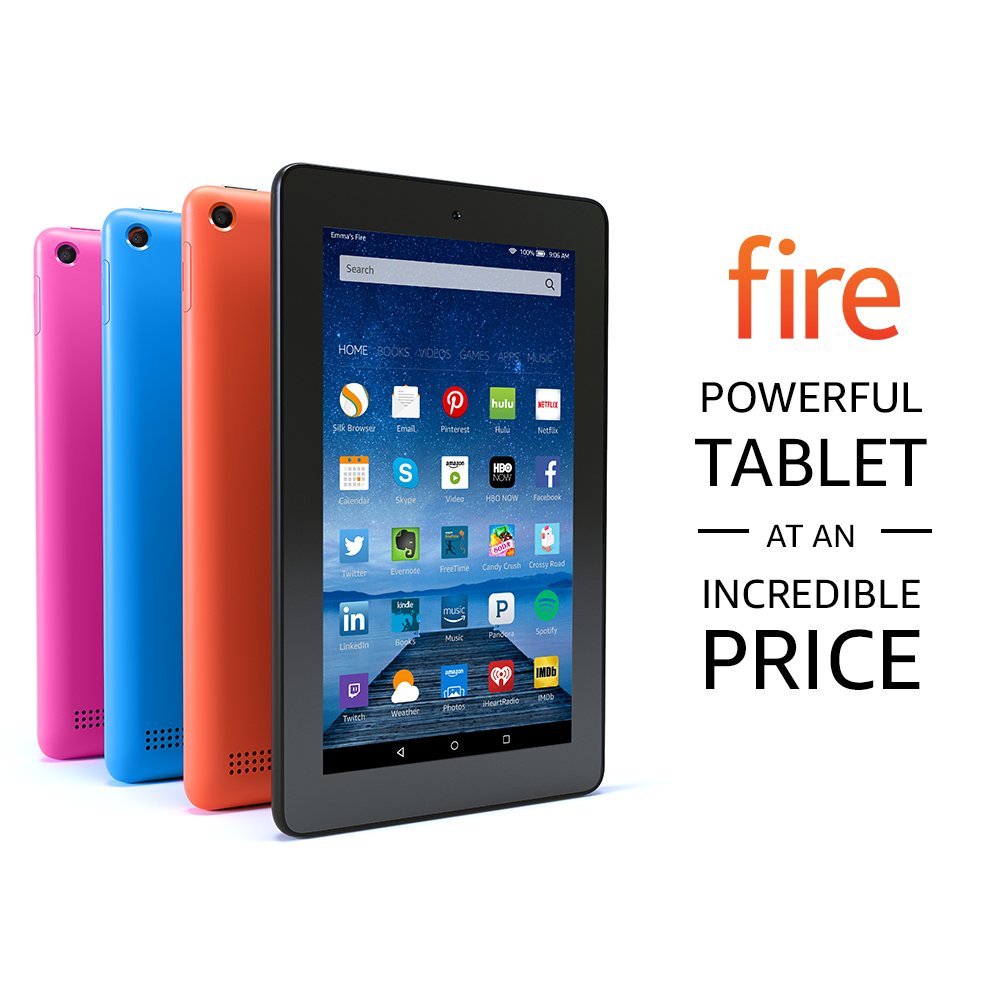 Emma's Fire
100% 9:06 AM
Search
HOME BOOKS VIDEOS GAMES APPS MUSIC
hulu NETFLIX
Silk Browser Email Pinterest Hulu Netflix
amazon HBO NOW
Calendar Skype Video HBO NOW Facebook
Twitter Evernote FreeTime Candy Crush Crossy Road
in kindle music P
LinkedIn Books Music Pandora Spotify
amazon IMDb
Twitch Weather Photos iHeartRadio IMDb
fire
POWERFUL
TABLET
AT AN
INCREDIBLE
PRICE